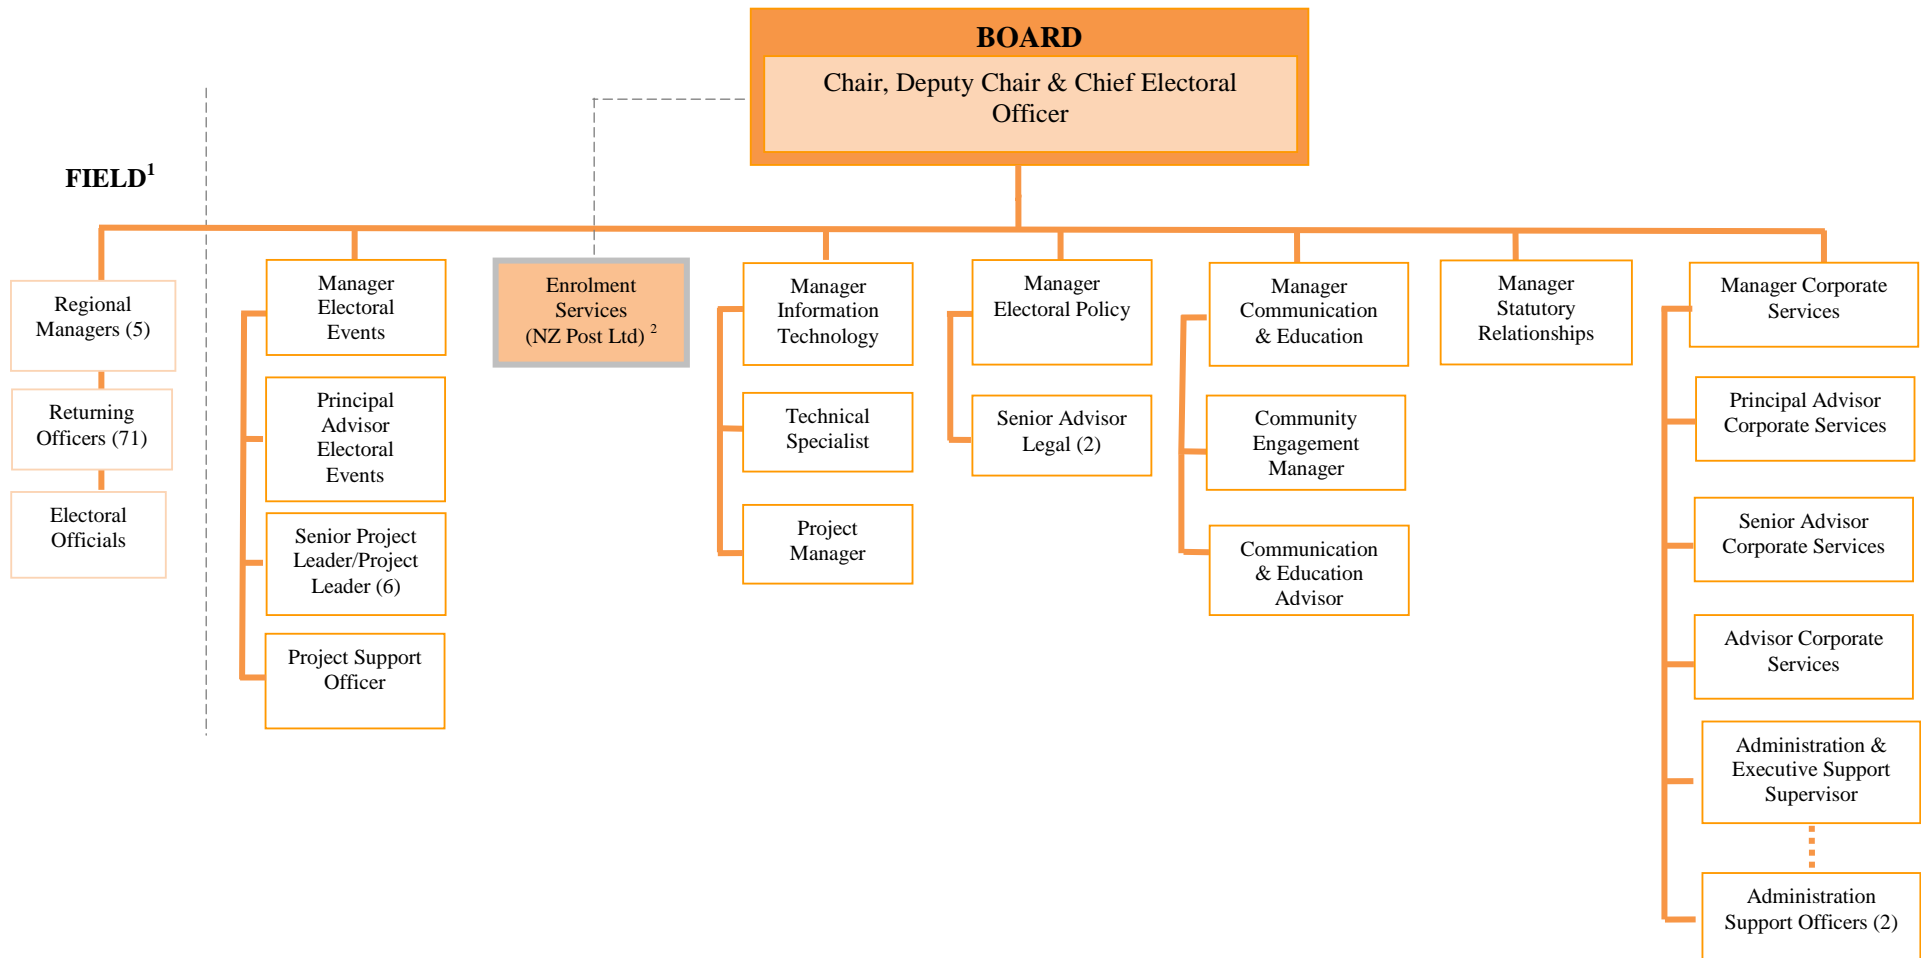 BOARD
Chair, Deputy Chair & Chief Electoral
Officer
FIELD1
Regional
Managers (5)
Returning
Officers (71)
Electoral
Officials
Manager
Electoral
Events
Principal
Advisor
Electoral
Events
Senior Project
Leader/Project
Leader (6)
Project Support
Officer
Enrolment
Services
(NZ Post Ltd) 2
Manager
Information
Technology
Technical
Specialist
Project
Manager
Manager
Electoral Policy
Senior Advisor
Legal (2)
Manager
Communication
& Education
Community
Engagement
Manager
Communication
& Education
Advisor
Manager
Statutory
Relationships
Manager Corporate
Services
Principal Advisor
Corporate Services
Senior Advisor
Corporate Services
Advisor Corporate
Services
Administration &
Executive Support
Supervisor
Administration
Support Officers (2)